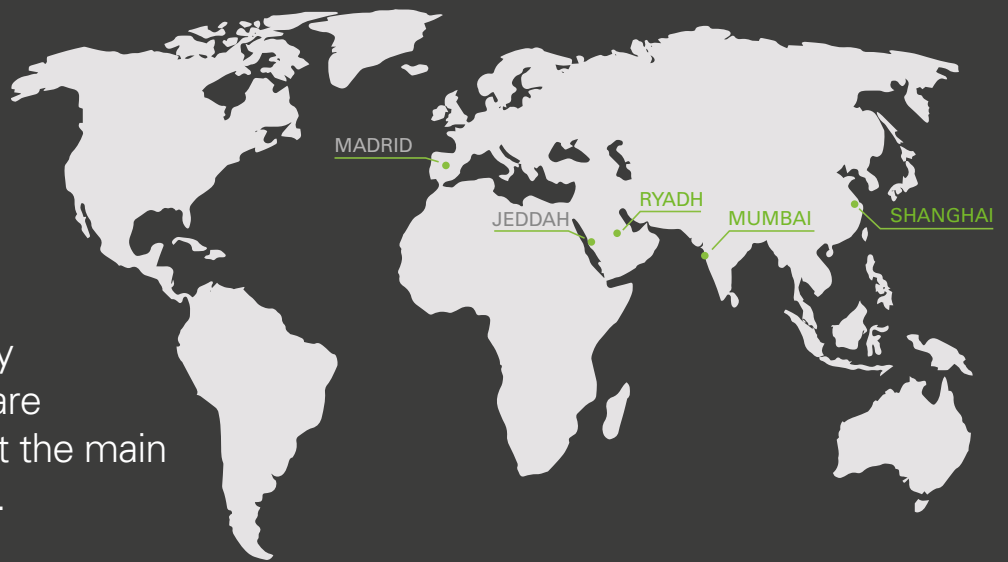 MADRID
RYADH
JEDDAH
MUMBAI
SHANGHAI
y
are
t the main
.